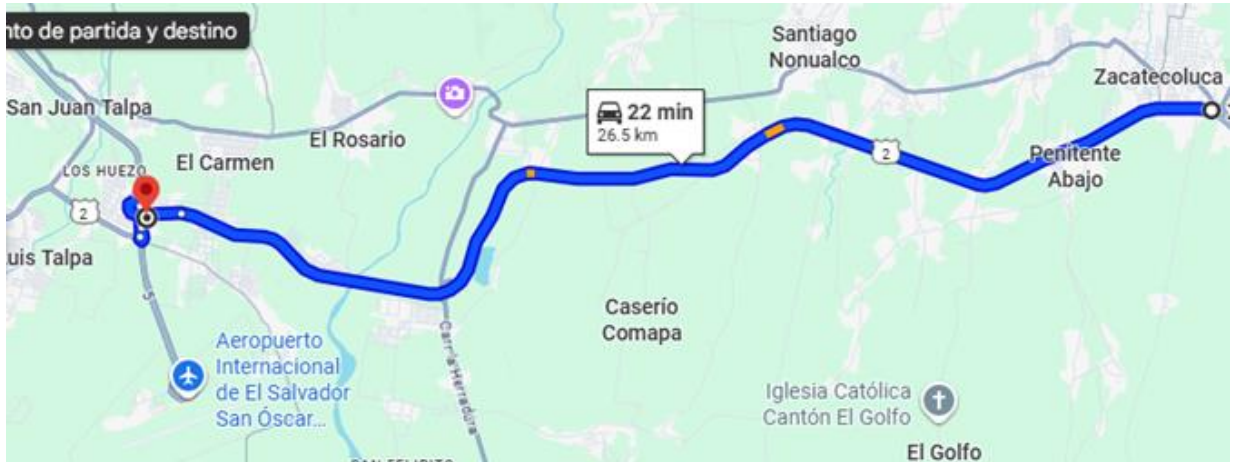 nto de partida y destino
Santiago
Nonualco
Zacatecoluca
22 min
26.5 km
San Juan Talpa
El Rosario
El Carmen
LOS HUEZO
2
2
Penitente
Abajo
uis Talpa
5
Caserío
Comapa
Carr la Herradura
Aeropuerto
Internacional
de El Salvador
San Óscar...
Iglesia Católica
Cantón El Golfo
El Golfo